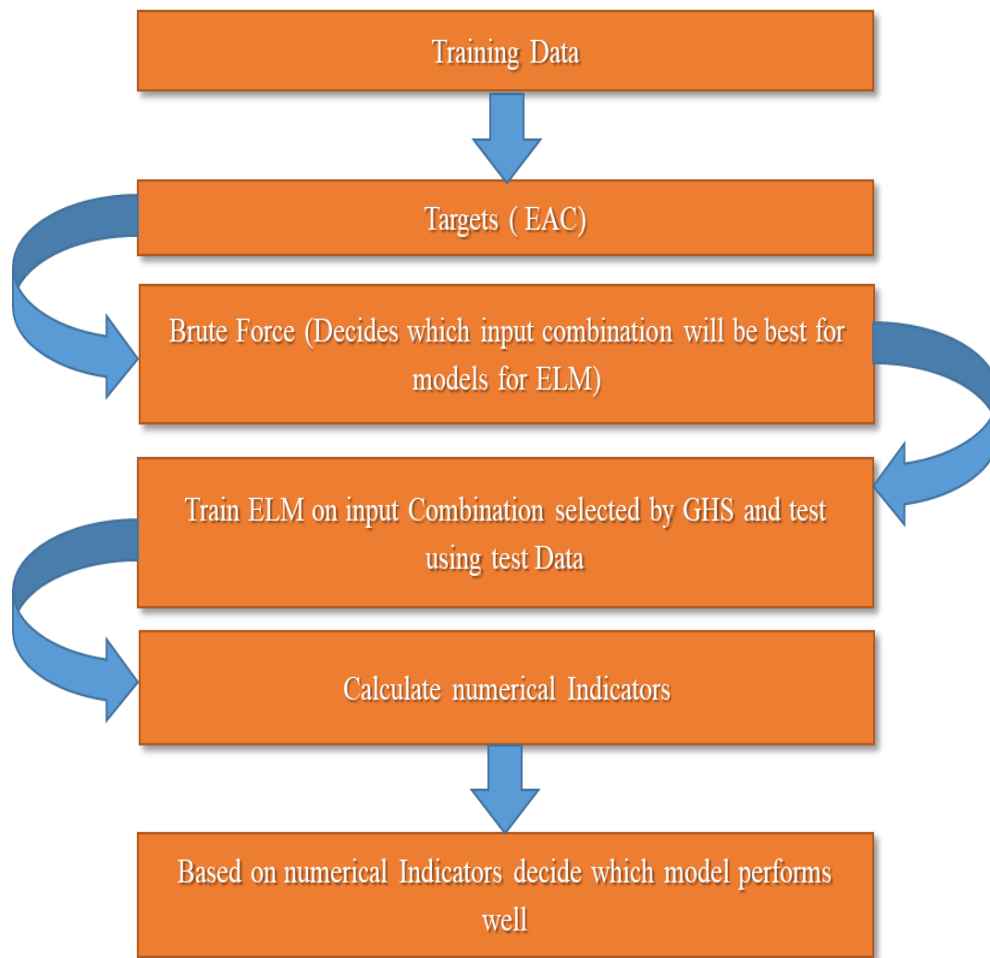 Training Data
Targets ( EAC)
Brute Force (Decides which input combination will be best for
models for ELM)
Train ELM on input Combination selected by GHS and test
using test Data
Calculate numerical Indicators
Based on numerical Indicators decide which model performs
well